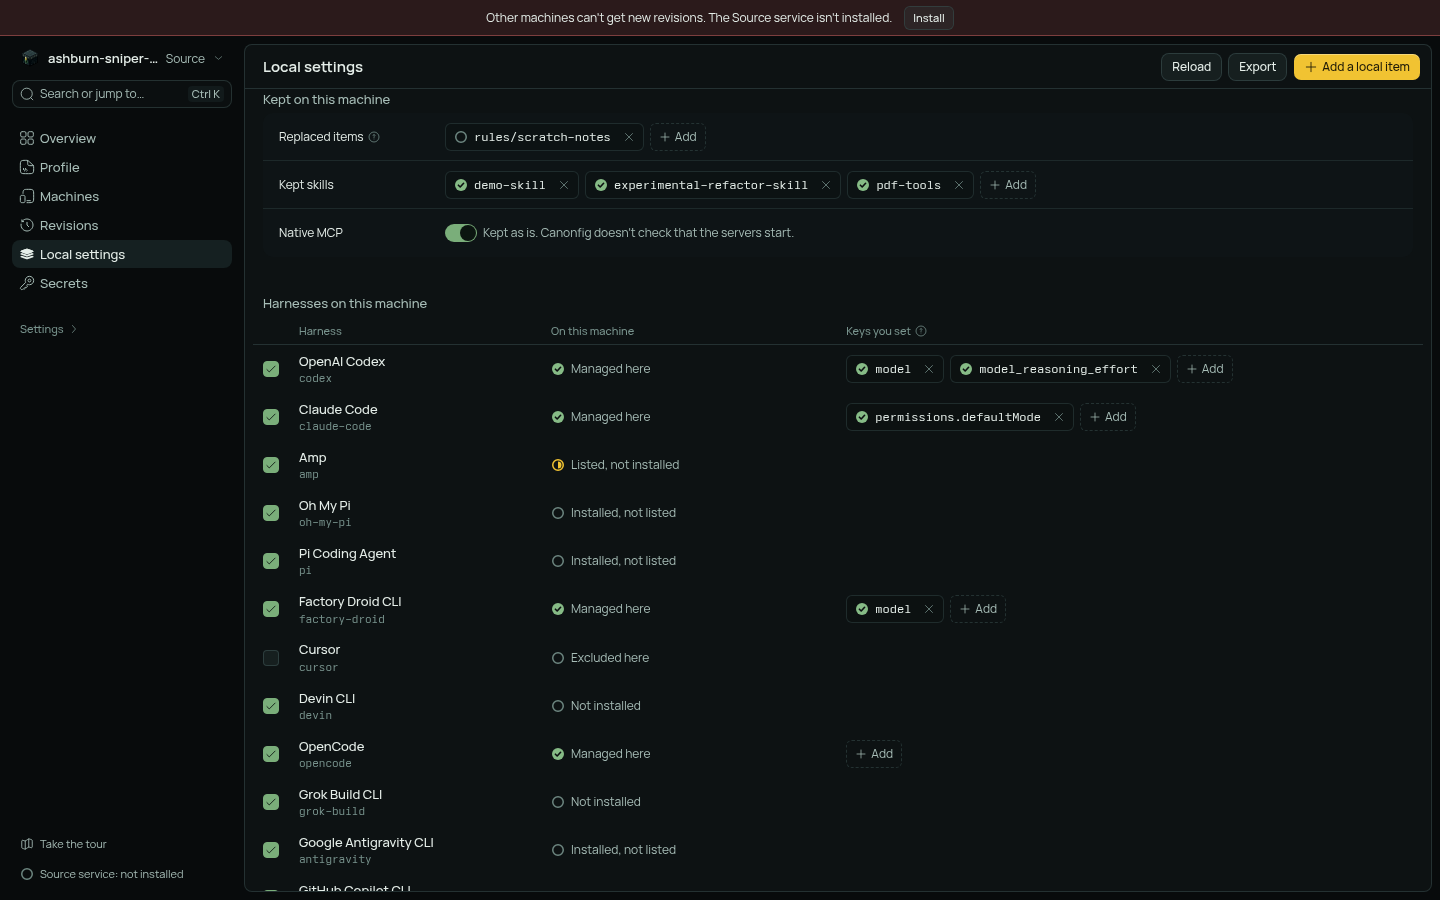 Other machines can't get new revisions. The Source service isn't installed. Install
ashburn-sniper-... Source
Search or jump to... Ctrl K
Overview
Profile
Machines
Revisions
Local settings
Secrets
Settings
Take the tour
Source service: not installed
Local settings
Reload Export Add a local item
Kept on this machine
Replaced items rules/scratch-notes Add
Kept skills demo-skill experimental-refactor-skill pdf-tools Add
Native MCP Kept as is. Canonfig doesn't check that the servers start.
Harnesses on this machine
Harness On this machine Keys you set
OpenAI Codex
codex
Managed here model model_reasoning_effort Add
Claude Code
claude-code
Managed here permissions.defaultMode Add
Amp
amp
Listed, not installed
Oh My Pi
oh-my-pi
Installed, not listed
Pi Coding Agent
pi
Installed, not listed
Factory Droid CLI
factory-droid
Managed here model Add
Cursor
cursor
Excluded here
Devin CLI
devin
Not installed
OpenCode
opencode
Managed here Add
Grok Build CLI
grok-build
Not installed
Google Antigravity CLI
antigravity
Installed, not listed
GitHub Copilot CLI